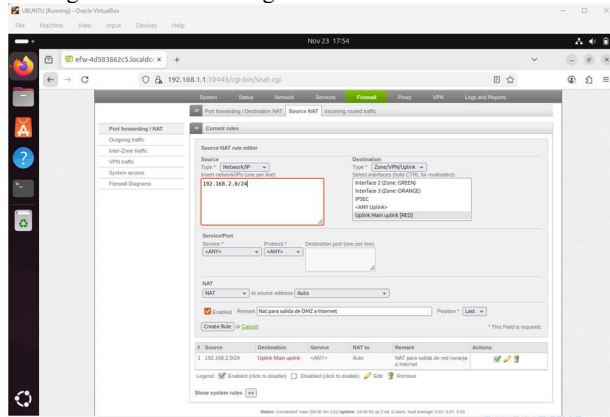 UBUNTU [Running] - Oracle VirtualBox
File Machine View Input Devices Help
Nov 23 17:54
efw-4d583862c5.localdo
192.168.1.1:10443/cgi-bin/snat.cgi
System Status Network Services Firewall Proxy VPN Logs and Reports
Port forwarding / Destination NAT Source NAT Incoming routed traffic
Port forwarding / NAT
Outgoing traffic
Inter-Zone traffic
VPN traffic
System access
Firewall Diagrams
Current rules
Source NAT rule editor
Source Destination
Type * Network/IP Type * Zone/VPN/Uplink
Insert network/IPs (one per line) Select interfaces (hold CTRL for multiselect)
192.168.2.0/24
Interface 2 (Zone: GREEN)
Interface 3 (Zone: ORANGE)
IPSEC
<ANY Uplink>
Uplink Main uplink [RED]
Service/Port
Service * Protocol * Destination port (one per line)
<ANY> <ANY>
NAT
NAT to source address Auto
Enabled Remark Nat para salida de DMZ a Internet Position * Last
Create Rule or Cancel * This Field is required.
# Source Destination Service NAT to Remark Actions
1 192.168.2.0/24 Uplink Main uplink <ANY> Auto NAT para salida de red naranja
a Internet
Legend: Enabled (click to disable) Disabled (click to enable) Edit Remove
Show system rules >>